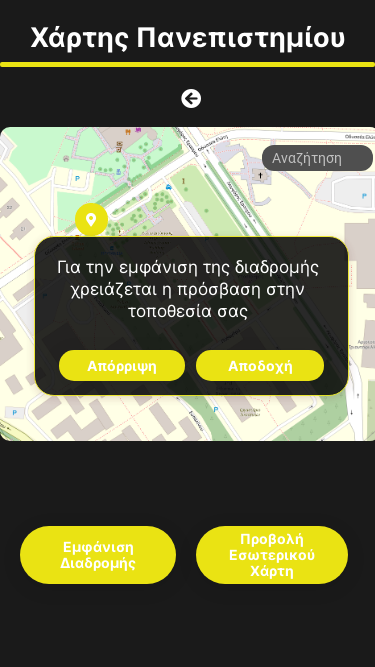 Χάρτης Πανεπιστημίου
Αναζήτηση
P
Για την εμφάνιση της διαδρομής
χρειάζεται η πρόσβαση στην
τοποθεσία σας
Απόρριψη
Αποδοχή
P
P
Εμφάνιση
Διαδρομής
Προβολή
Εσωτερικού
Χάρτη